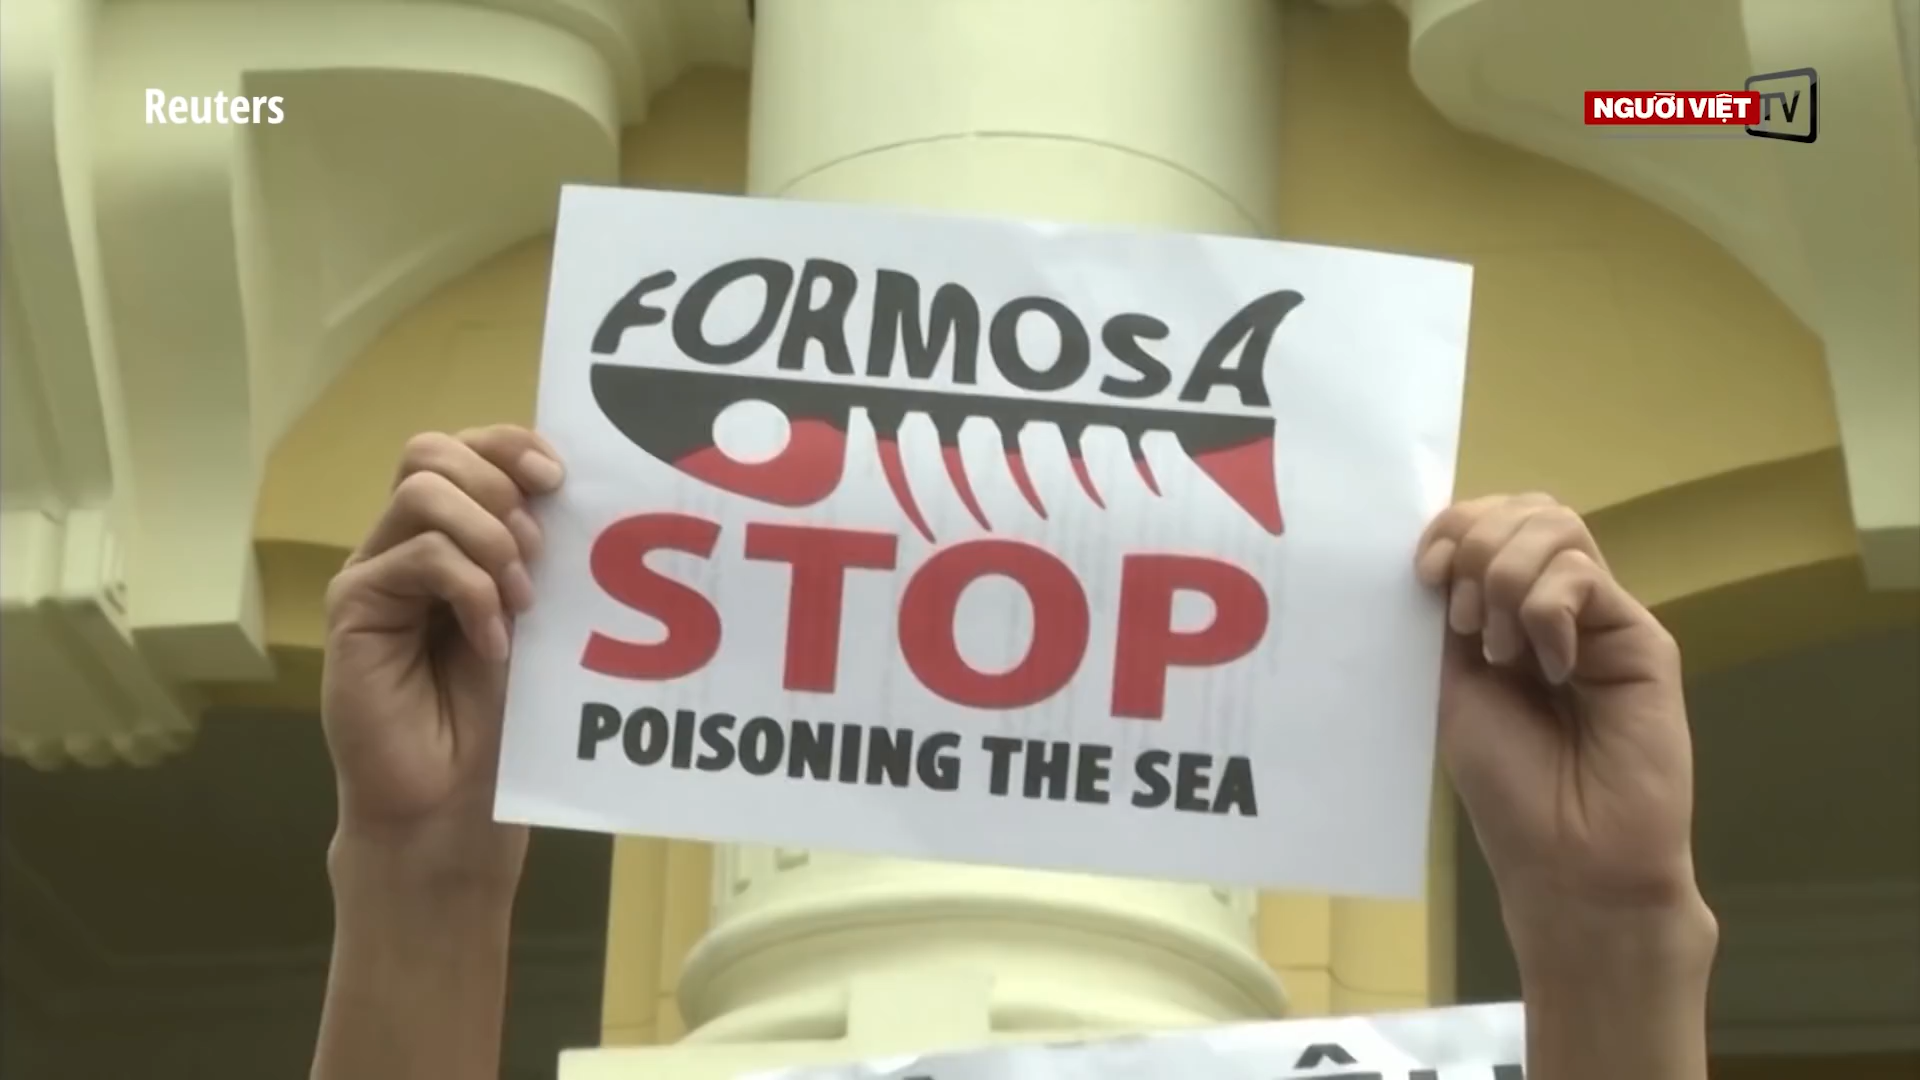 Reuters
NGƯỜI VIỆT TV
FORMOSA
STOP
POISONING THE SEA